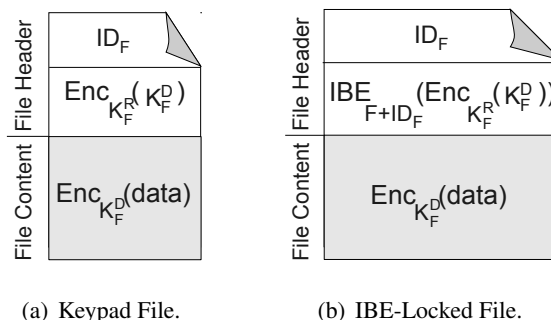 File Header
ID_F
Enc_{K_F^R}(K_F^D)
File Content
Enc_{K_F^D}(data)
(a) Keypad File.
File Header
ID_F
IBE_{F+ID_F}(Enc_{K_F^R}(K_F^D))
File Content
Enc_{K_F^D}(data)
(b) IBE-Locked File.